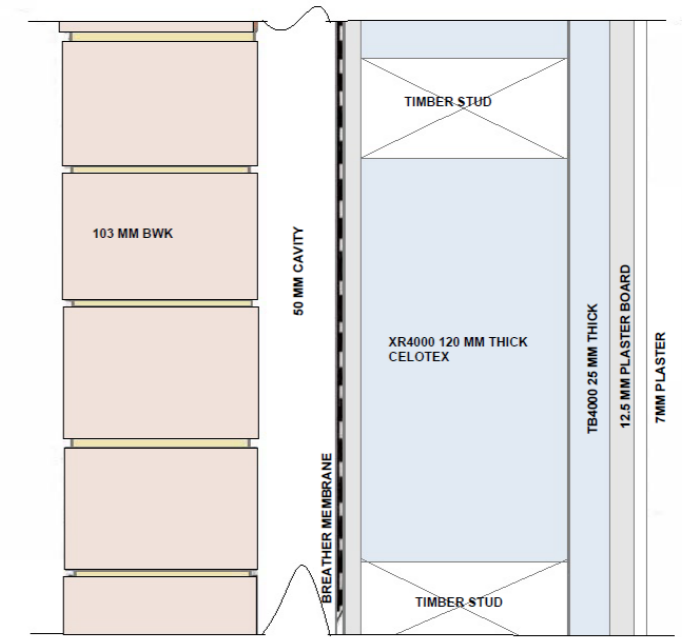 TIMBER STUD
103 MM BWK
50 MM CAVITY
XR4000 120 MM THICK
CELOTEX
TB4000 25 MM THICK
12.5 MM PLASTER BOARD
7MM PLASTER
BREATHER MEMBRANE
TIMBER STUD